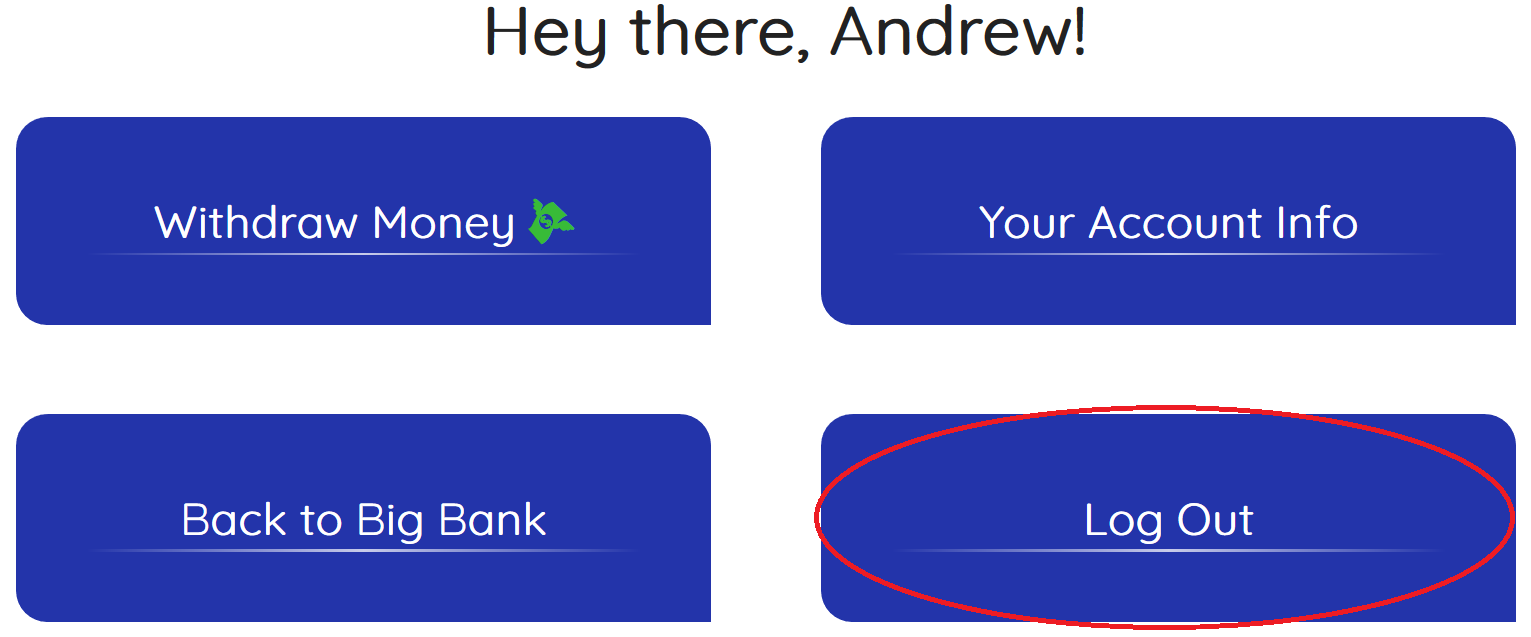 Hey there, Andrew!
Withdraw Money
Your Account Info
Back to Big Bank
Log Out